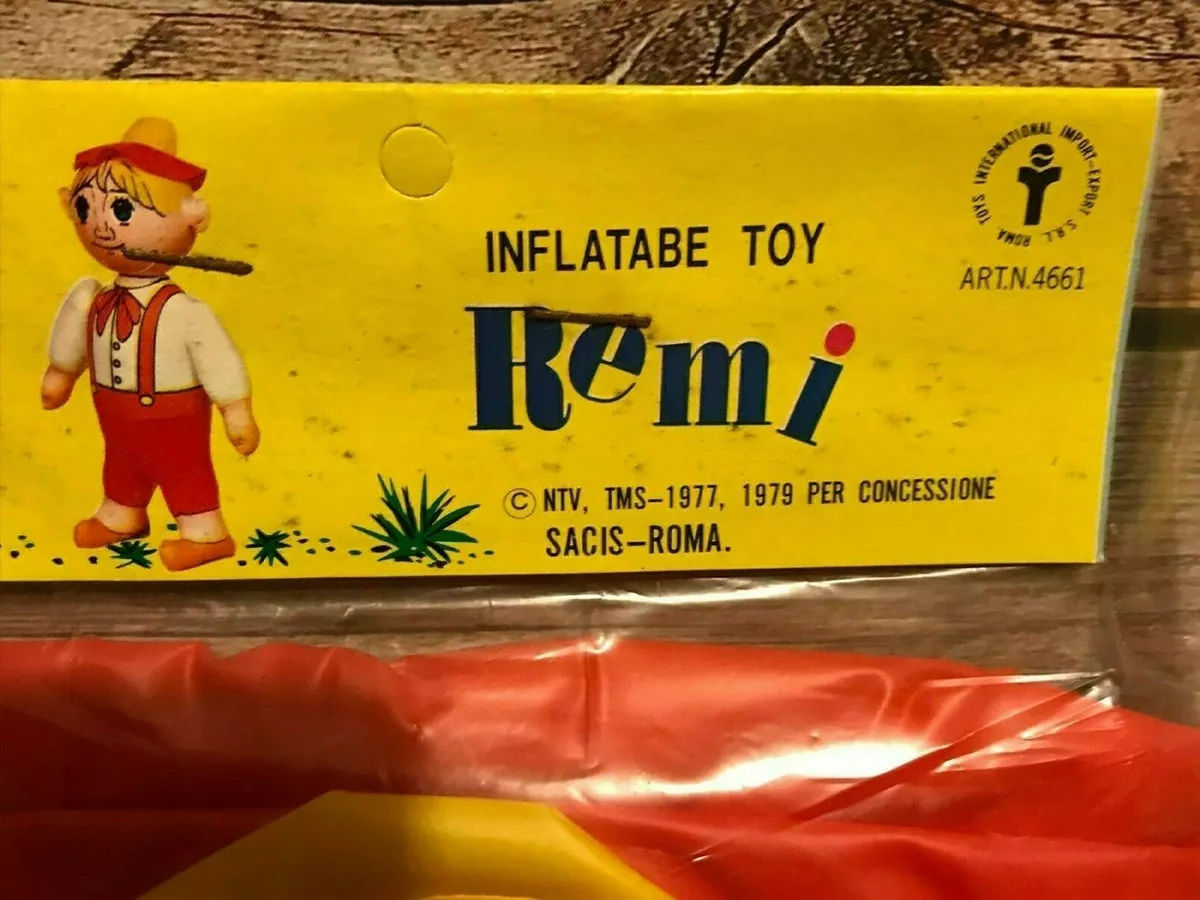 TOYS INTERNATIONAL IMPORT-EXPORT S.R.L. ROMA
ART.N.4661
INFLATABE TOY
Remi
© NTV, TMS-1977, 1979 PER CONCESSIONE
SACIS-ROMA.